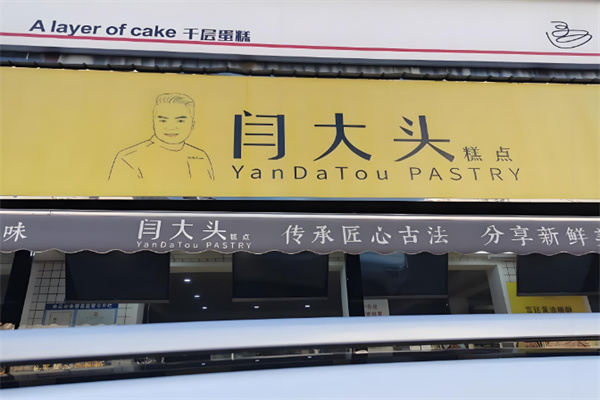 A layer of cake 千层蛋糕
闫大头糕点
YanDaTou PASTRY
味 闫大头糕点 传承匠心古法 分享新鲜
YanDaTou PASTRY